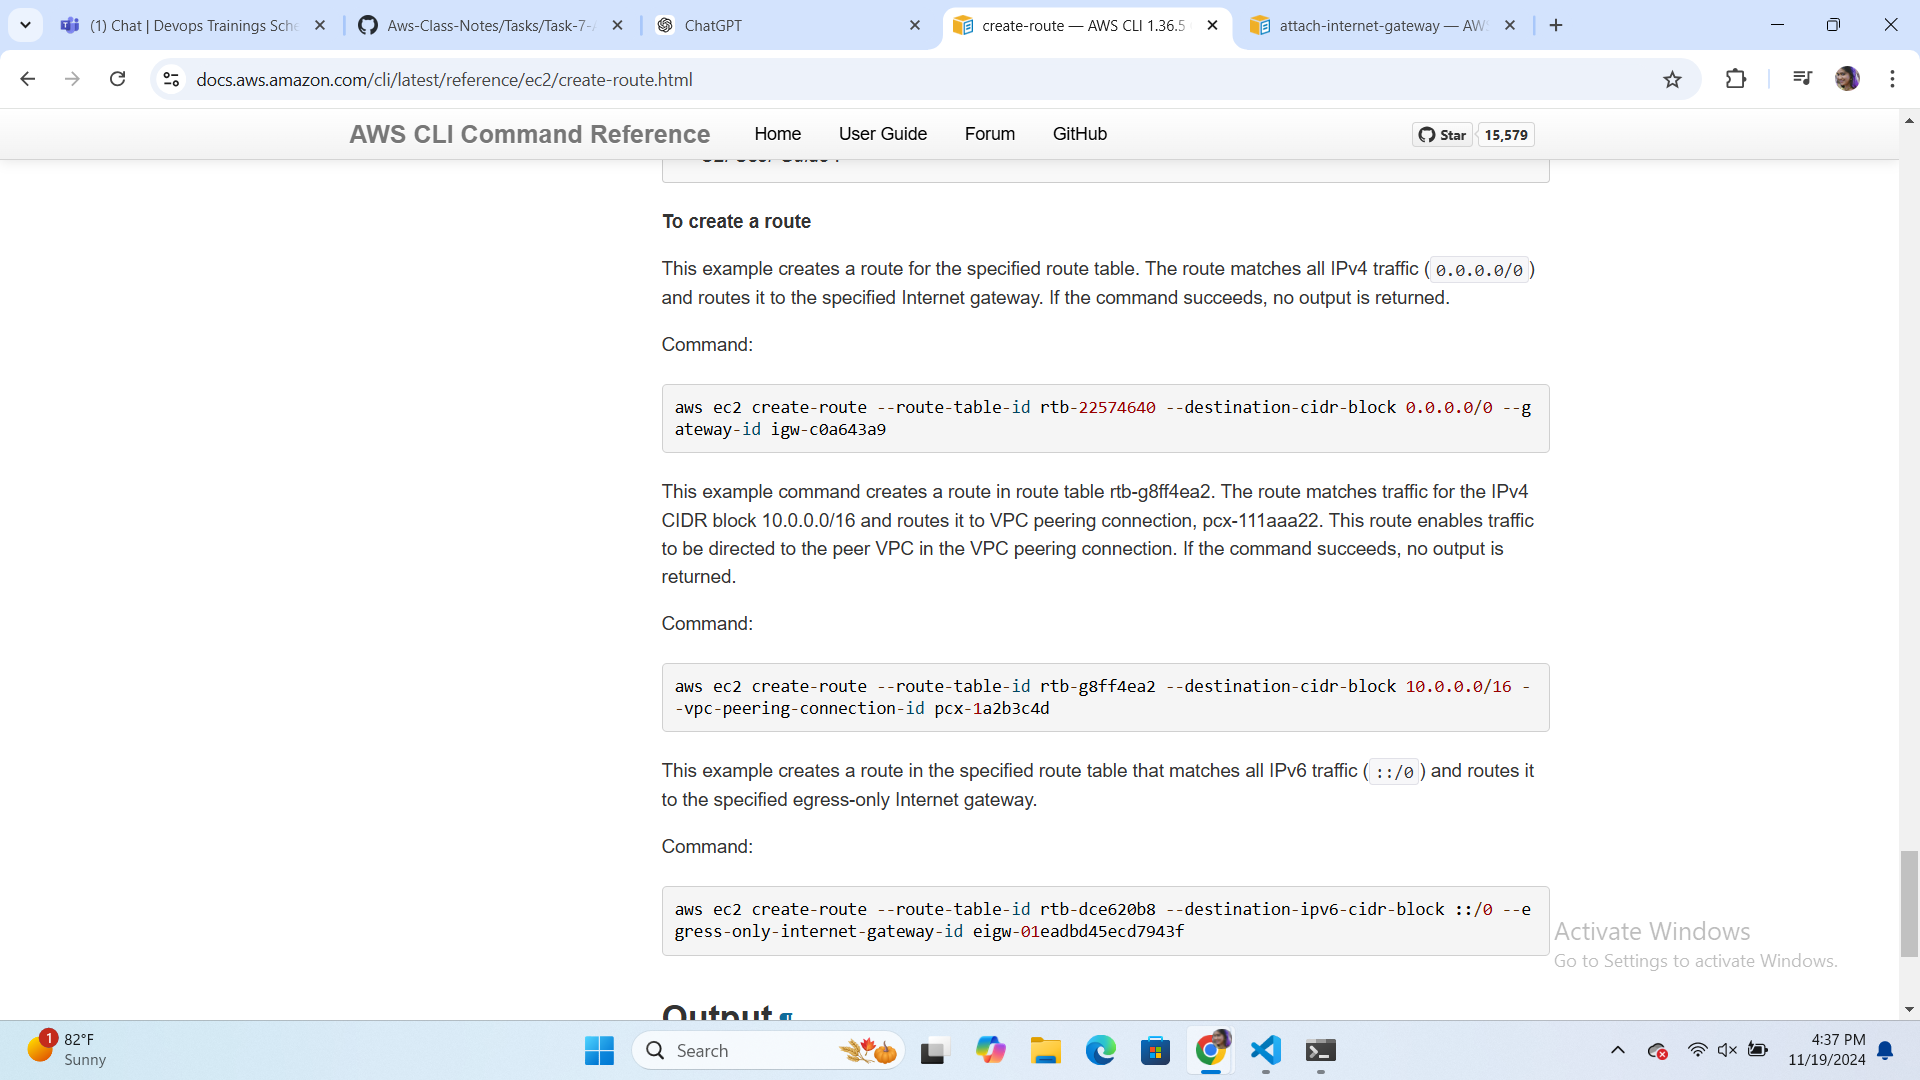 (1) Chat | Devops Trainings Sche
Aws-Class-Notes/Tasks/Task-7-A
ChatGPT
create-route — AWS CLI 1.36.5
attach-internet-gateway — AWS
docs.aws.amazon.com/cli/latest/reference/ec2/create-route.html
AWS CLI Command Reference
Home
User Guide
Forum
GitHub
Star
15,579
CLI User Guide .
To create a route
This example creates a route for the specified route table. The route matches all IPv4 traffic ( 0.0.0.0/0 )
and routes it to the specified Internet gateway. If the command succeeds, no output is returned.
Command:
aws ec2 create-route --route-table-id rtb-22574640 --destination-cidr-block 0.0.0.0/0 --g
ateway-id igw-c0a643a9
This example command creates a route in route table rtb-g8ff4ea2. The route matches traffic for the IPv4
CIDR block 10.0.0.0/16 and routes it to VPC peering connection, pcx-111aaa22. This route enables traffic
to be directed to the peer VPC in the VPC peering connection. If the command succeeds, no output is
returned.
Command:
aws ec2 create-route --route-table-id rtb-g8ff4ea2 --destination-cidr-block 10.0.0.0/16 -
-vpc-peering-connection-id pcx-1a2b3c4d
This example creates a route in the specified route table that matches all IPv6 traffic ( ::/0 ) and routes it
to the specified egress-only Internet gateway.
Command:
aws ec2 create-route --route-table-id rtb-dce620b8 --destination-ipv6-cidr-block ::/0 --e
gress-only-internet-gateway-id eigw-01eadbd45ecd7943f
Output ¶
Activate Windows
Go to Settings to activate Windows.
1
82°F
Sunny
Search
4:37 PM
11/19/2024